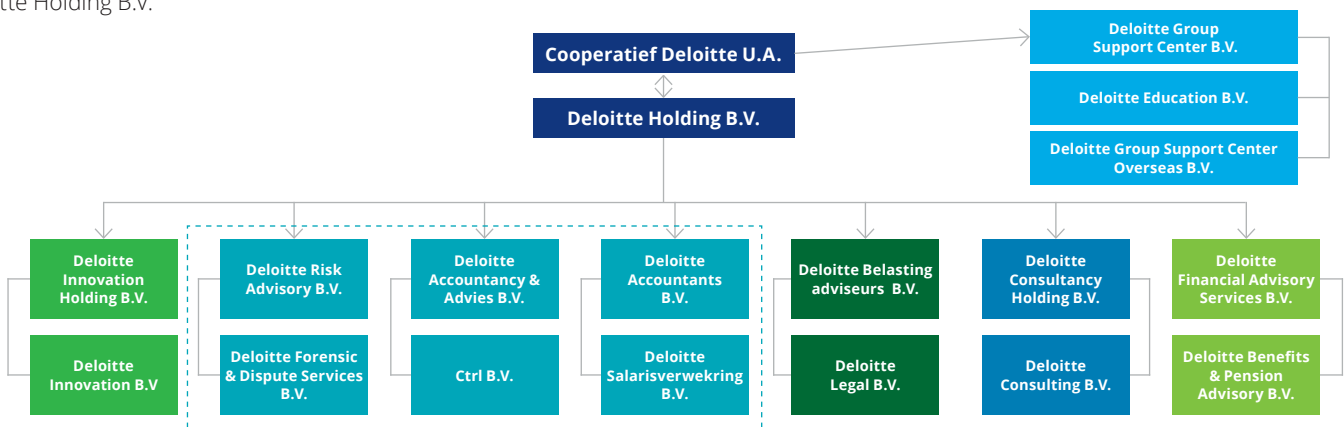 tte Holding B.V.
Cooperatief Deloitte U.A.
Deloitte Holding B.V.
Deloitte Group
Support Center B.V.
Deloitte Education B.V.
Deloitte Group Support Center
Overseas B.V.
Deloitte
Innovation
Holding B.V.
Deloitte Risk
Advisory B.V.
Deloitte
Accountancy &
Advies B.V.
Deloitte
Accountants
B.V.
Deloitte Belasting
adviseurs B.V.
Deloitte
Consultancy
Holding B.V.
Deloitte
Financial Advisory
Services B.V.
Deloitte
Innovation B.V
Deloitte Forensic
& Dispute Services
B.V.
Ctrl B.V.
Deloitte
Salarisverwekring
B.V.
Deloitte
Legal B.V.
Deloitte
Consulting B.V.
Deloitte Benefits
& Pension
Advisory B.V.